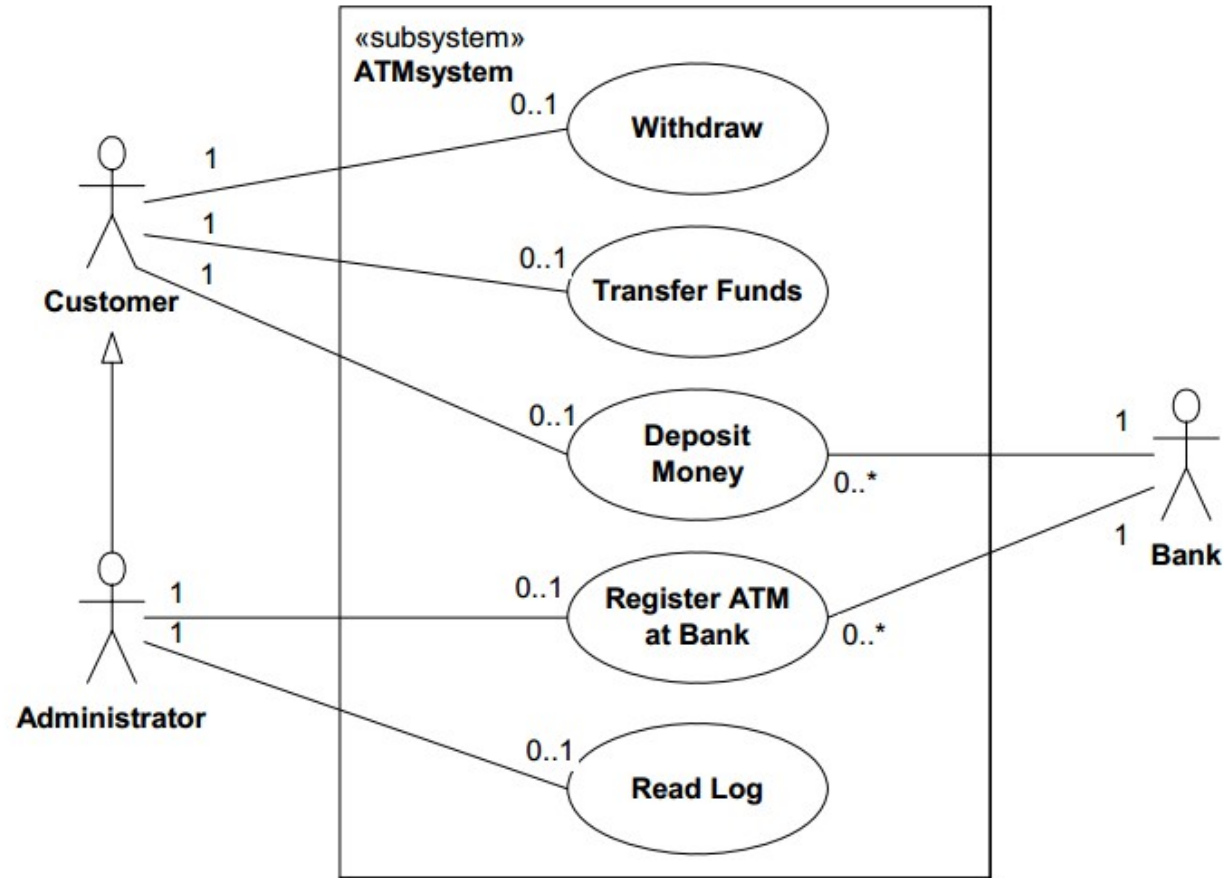 «subsystem»
ATMsystem
0..1
Withdraw
1
1
0..1
Transfer Funds
1
Customer
0..1
Deposit
Money
1
0..*
1
Bank
1
0..1
Register ATM
at Bank
0..*
1
Administrator
0..1
Read Log